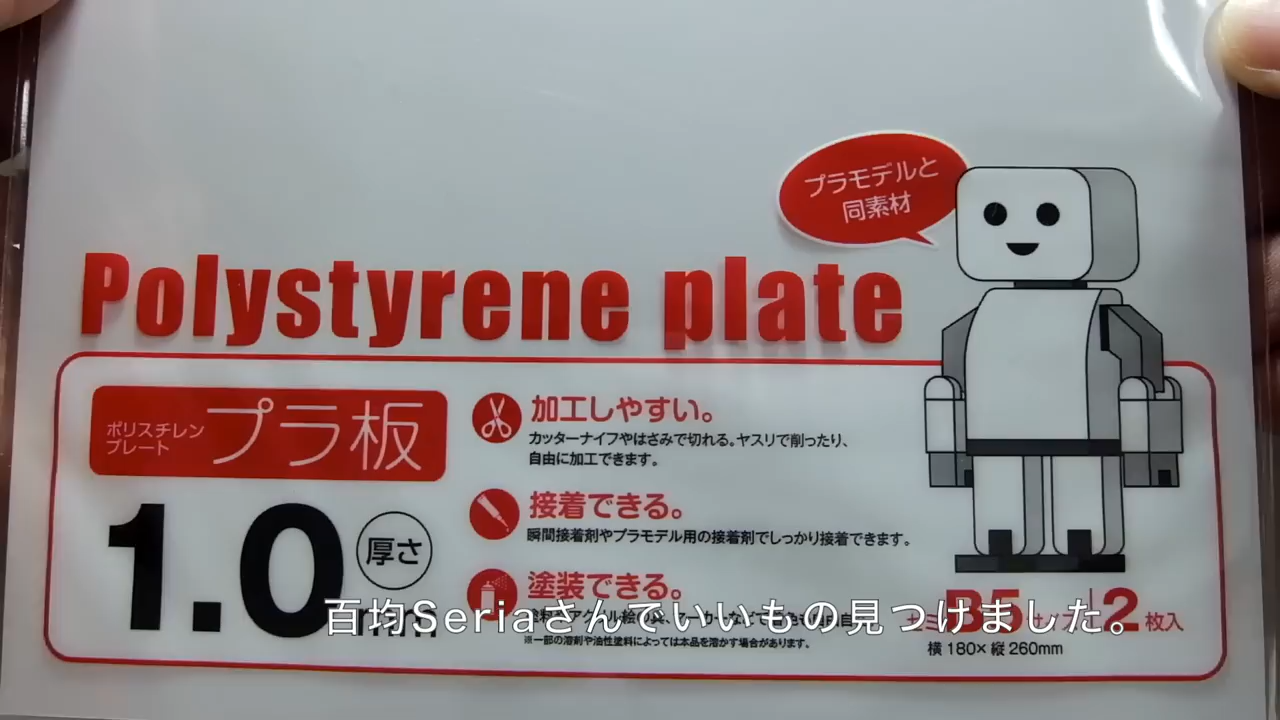 プラモデルと
同素材
Polystyrene plate
ポリスチレン
プレート
プラ板
1.0
厚さ
加工しやすい。
カッターナイフやはさみで切れる。ヤスリで削ったり、
自由に加工できます。
接着できる。
瞬間接着剤やプラモデル用の接着剤でしっかり接着できます。
塗装できる。
※一部の溶剤や油性塗料によっては本品を溶かす場合があります。
B5
2枚入
横180×縦260mm
百均Seriaさんでいいもの見つけました。